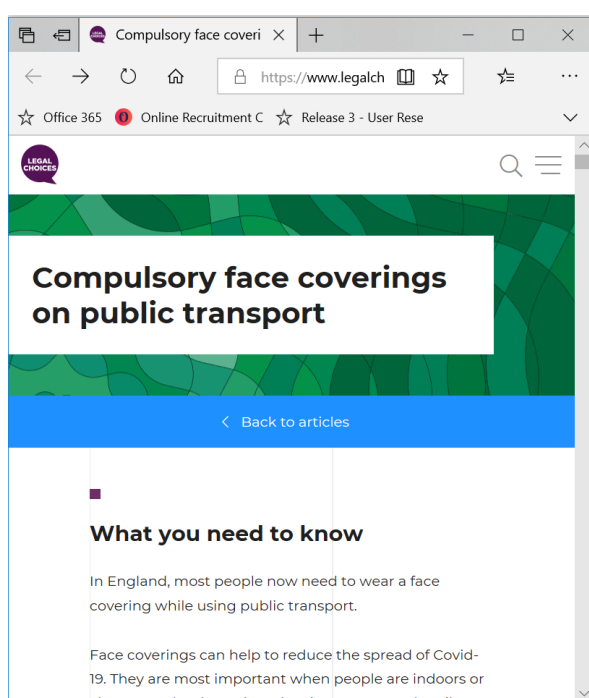 Compulsory face coveri
https://www.legalch
Office 365 Online Recruitment C Release 3 - User Rese
LEGAL
CHOICES
Compulsory face coverings
on public transport
Back to articles
What you need to know
In England, most people now need to wear a face
covering while using public transport.
Face coverings can help to reduce the spread of Covid-
19. They are most important when people are indoors or